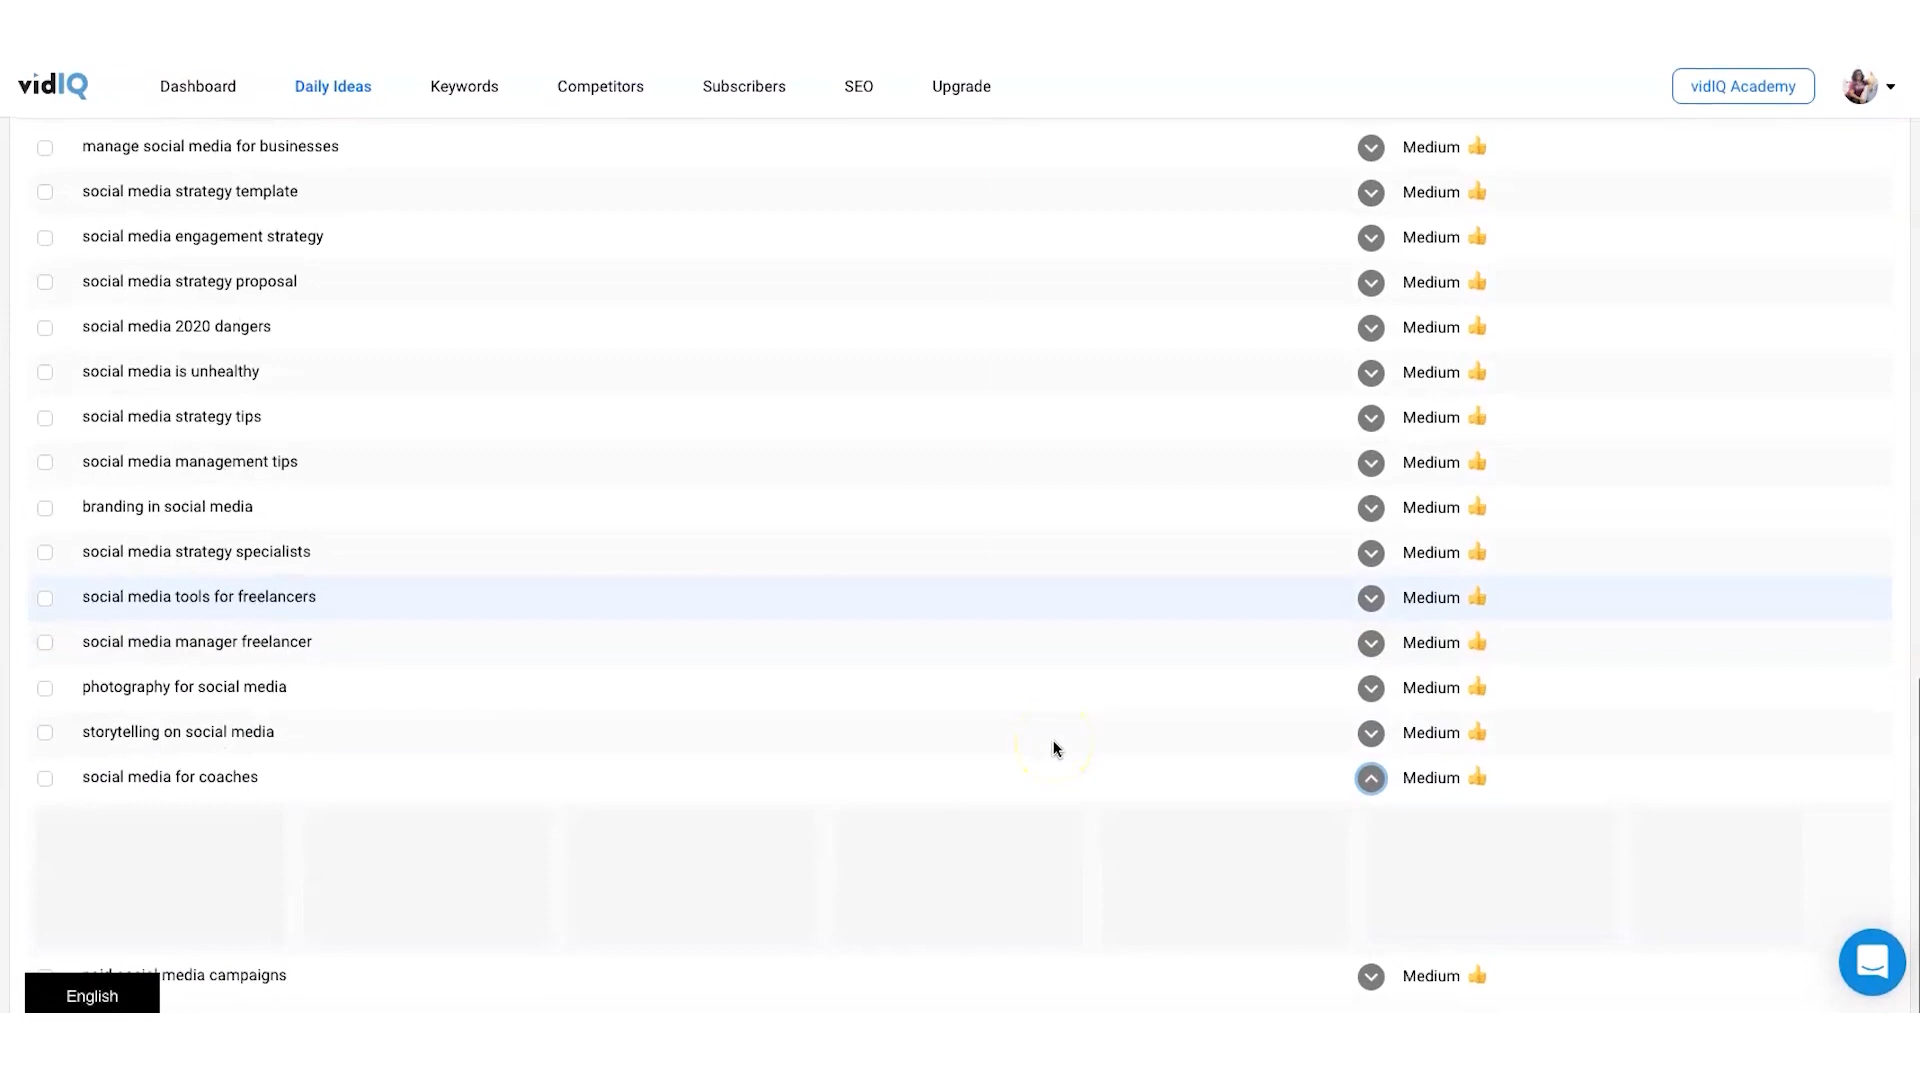 vidIQ Dashboard Daily Ideas Keywords Competitors Subscribers SEO Upgrade vidIQ Academy
manage social media for businesses Medium
social media strategy template Medium
social media engagement strategy Medium
social media strategy proposal Medium
social media 2020 dangers Medium
social media is unhealthy Medium
social media strategy tips Medium
social media management tips Medium
branding in social media Medium
social media strategy specialists Medium
social media tools for freelancers Medium
social media manager freelancer Medium
photography for social media Medium
storytelling on social media Medium
social media for coaches Medium
paid social media campaigns Medium
English